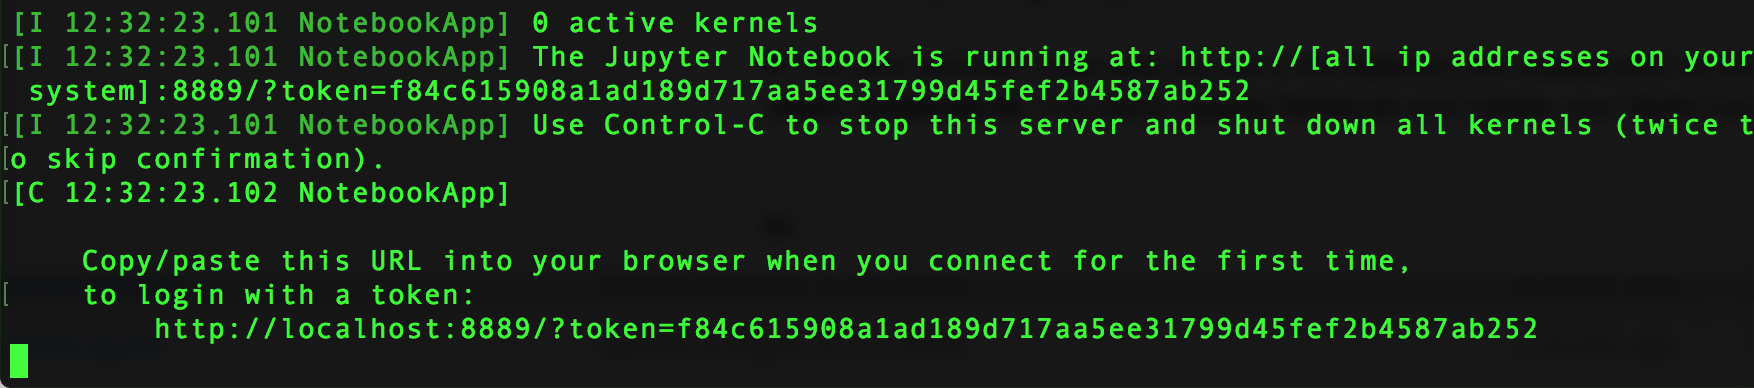 [I 12:32:23.101 NotebookApp] 0 active kernels
[[I 12:32:23.101 NotebookApp] The Jupyter Notebook is running at: http://[all ip addresses on your
system]:8889/?token=f84c615908a1ad189d717aa5ee31799d45fef2b4587ab252
[[I 12:32:23.101 NotebookApp] Use Control-C to stop this server and shut down all kernels (twice t
[o skip confirmation).
[[C 12:32:23.102 NotebookApp]
Copy/paste this URL into your browser when you connect for the first time,
[ to login with a token:
http://localhost:8889/?token=f84c615908a1ad189d717aa5ee31799d45fef2b4587ab252